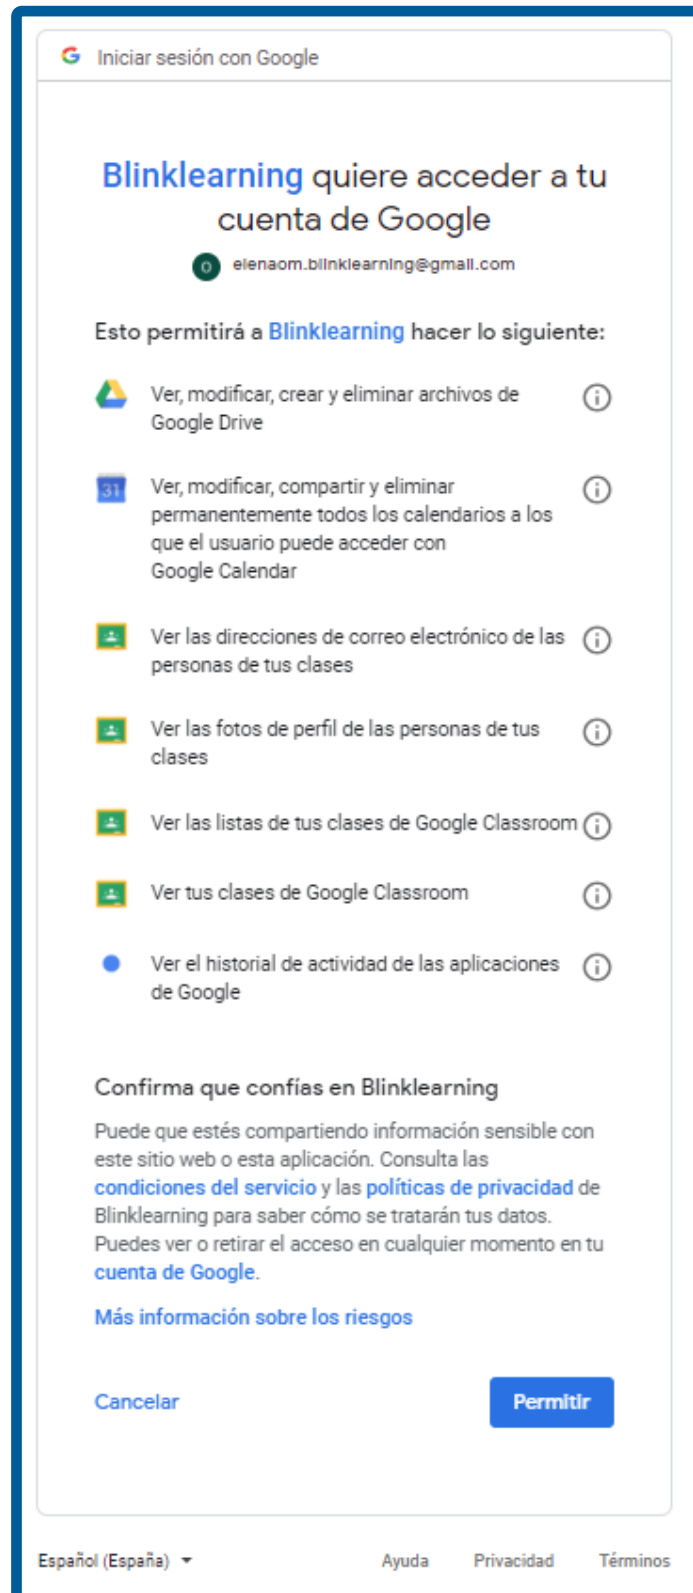 Iniciar sesión con Google
Blinklearning quiere acceder a tu
cuenta de Google
O elenaom.blinklearning@gmail.com
Esto permitirá a Blinklearning hacer lo siguiente:
Ver, modificar, crear y eliminar archivos de
Google Drive
31 Ver, modificar, compartir y eliminar
permanentemente todos los calendarios a los
que el usuario puede acceder con
Google Calendar
Ver las direcciones de correo electrónico de las
personas de tus clases
Ver las fotos de perfil de las personas de tus
clases
Ver las listas de tus clases de Google Classroom
Ver tus clases de Google Classroom
Ver el historial de actividad de las aplicaciones
de Google
Confirma que confías en Blinklearning
Puede que estés compartiendo información sensible con
este sitio web o esta aplicación. Consulta las
condiciones del servicio y las políticas de privacidad de
Blinklearning para saber cómo se tratarán tus datos.
Puedes ver o retirar el acceso en cualquier momento en tu
cuenta de Google.
Más información sobre los riesgos
Cancelar Permitir
Español (España) Ayuda Privacidad Términos